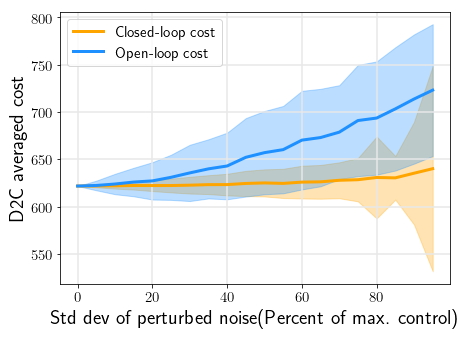 800
750
700
650
600
550
D2C averaged cost
Closed-loop cost
Open-loop cost
0
20
40
60
80
Std dev of perturbed noise(Percent of max. control)